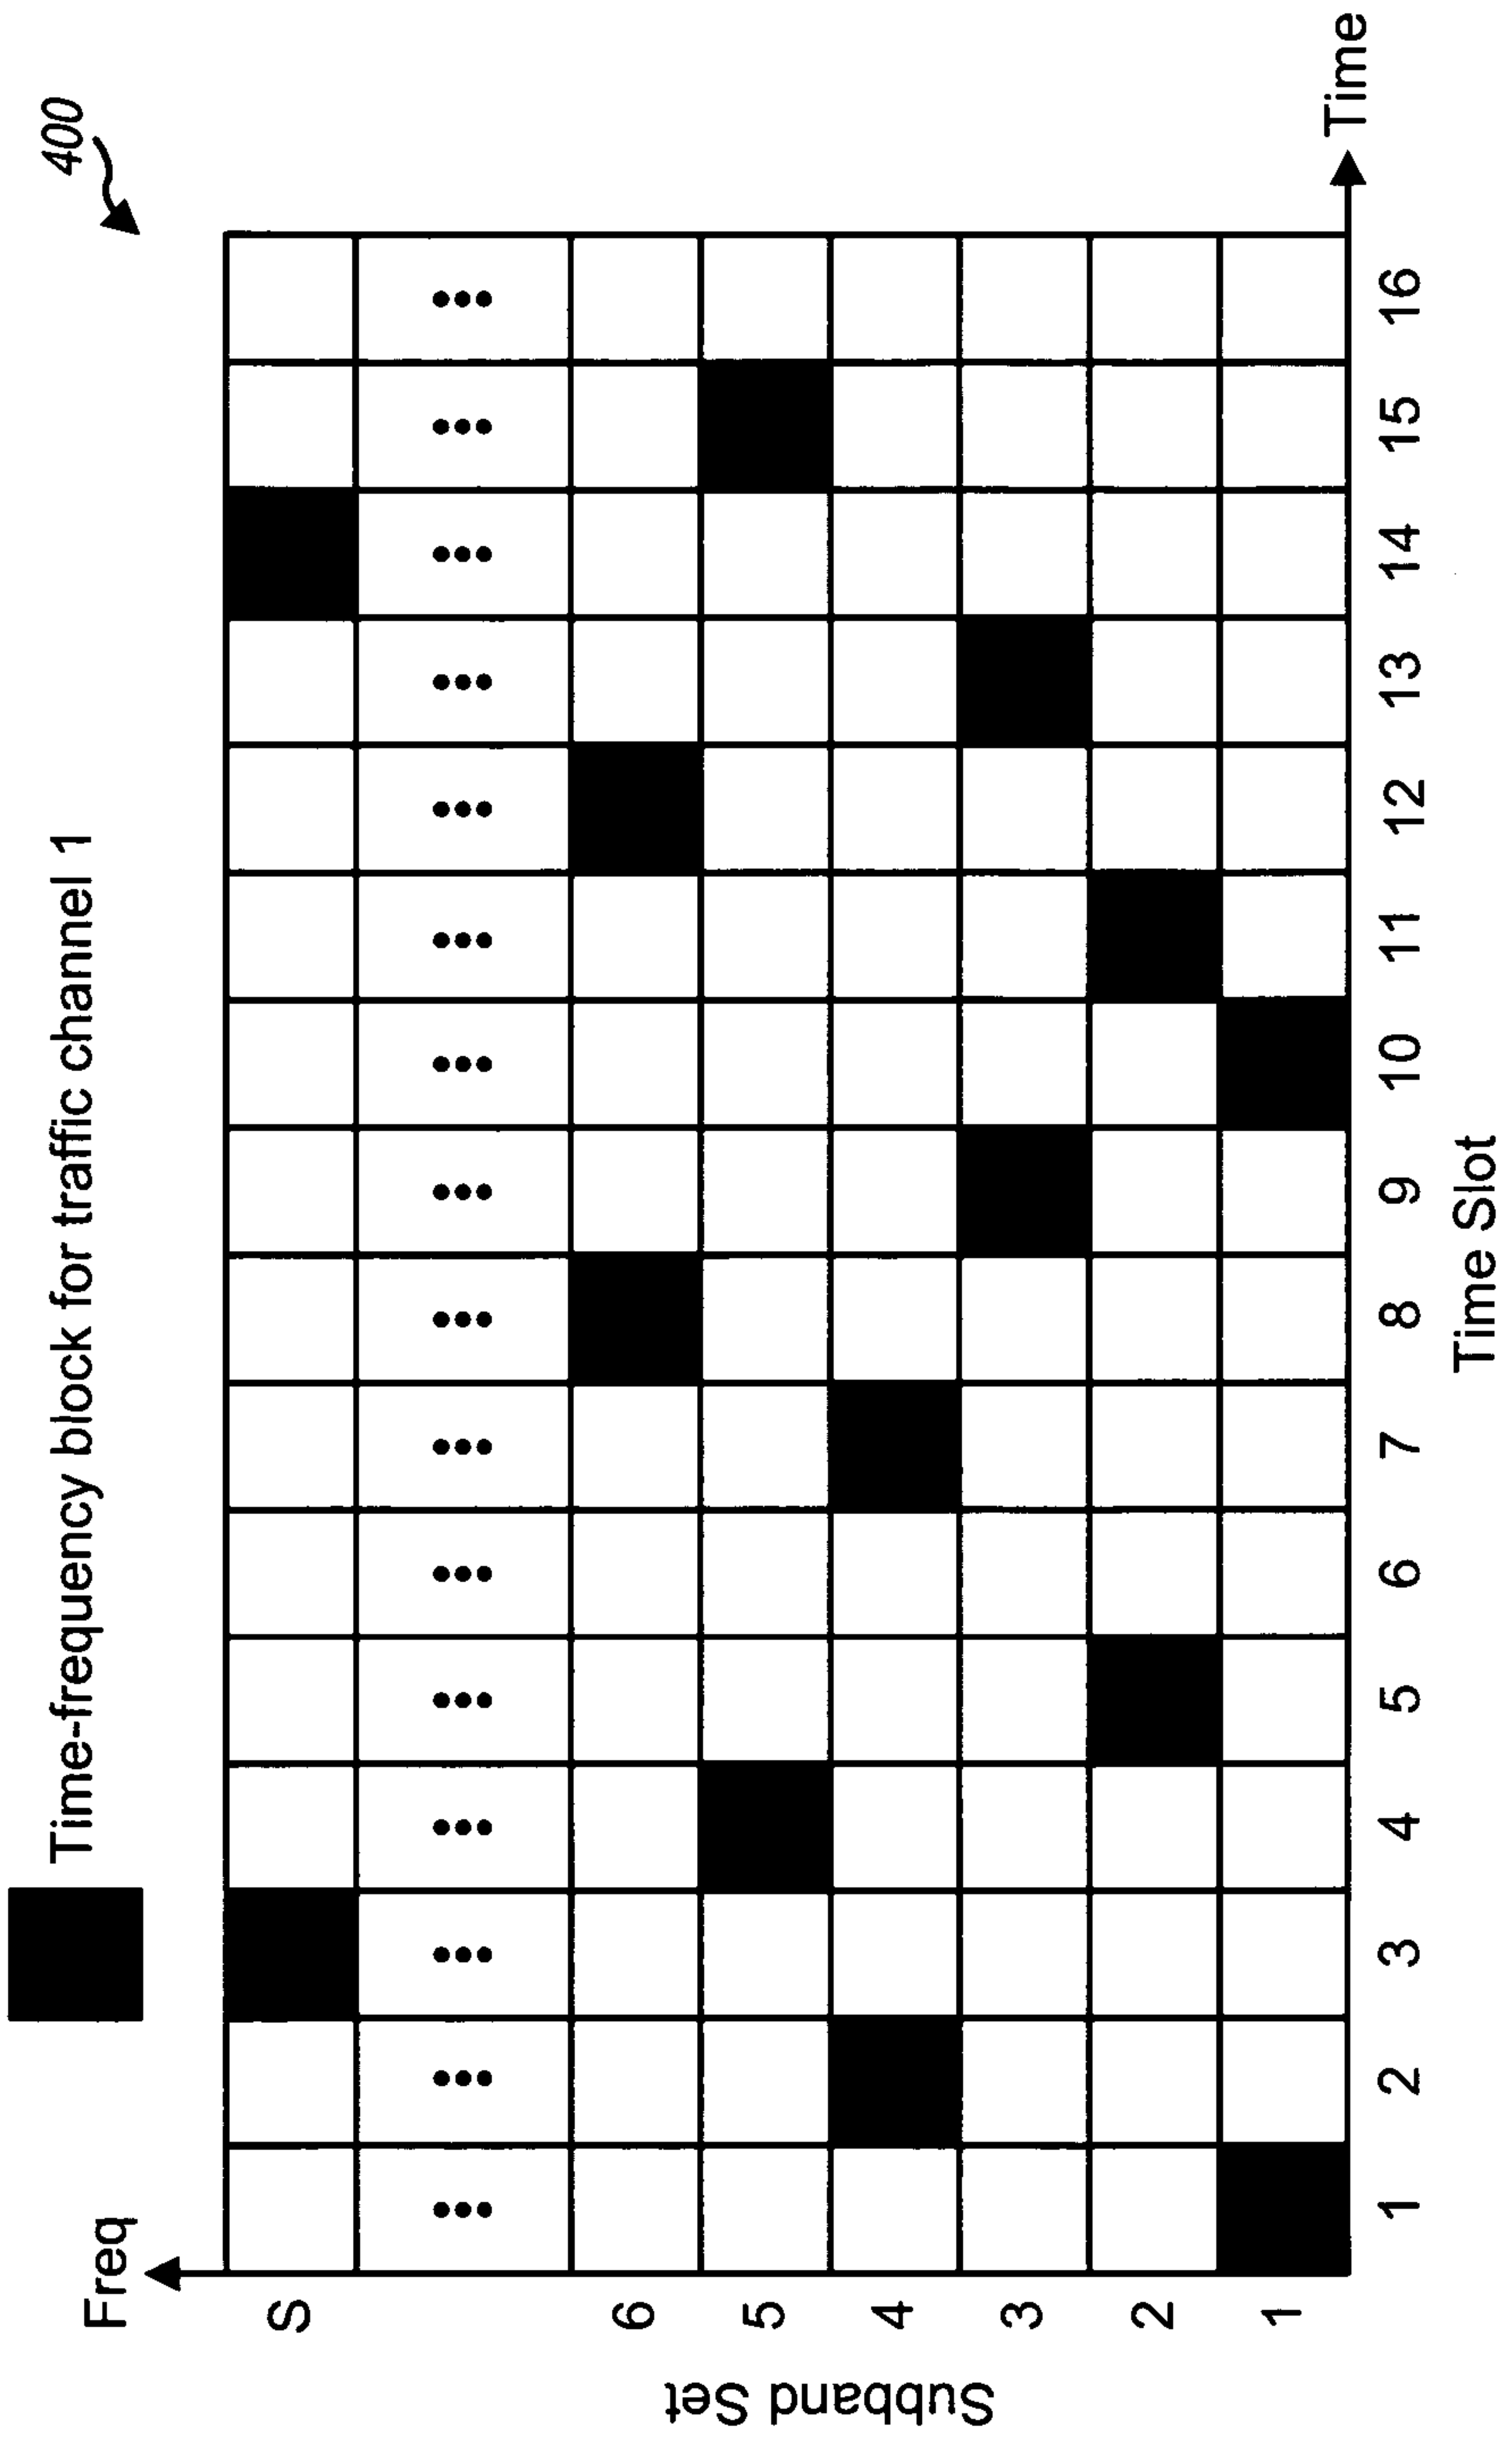 400
Time-frequency block for traffic channel 1
Freq
S
6
5
4
3
2
1
Subband Set
1 2 3 4 5 6 7 8 9 10 11 12 13 14 15 16
Time
Time Slot